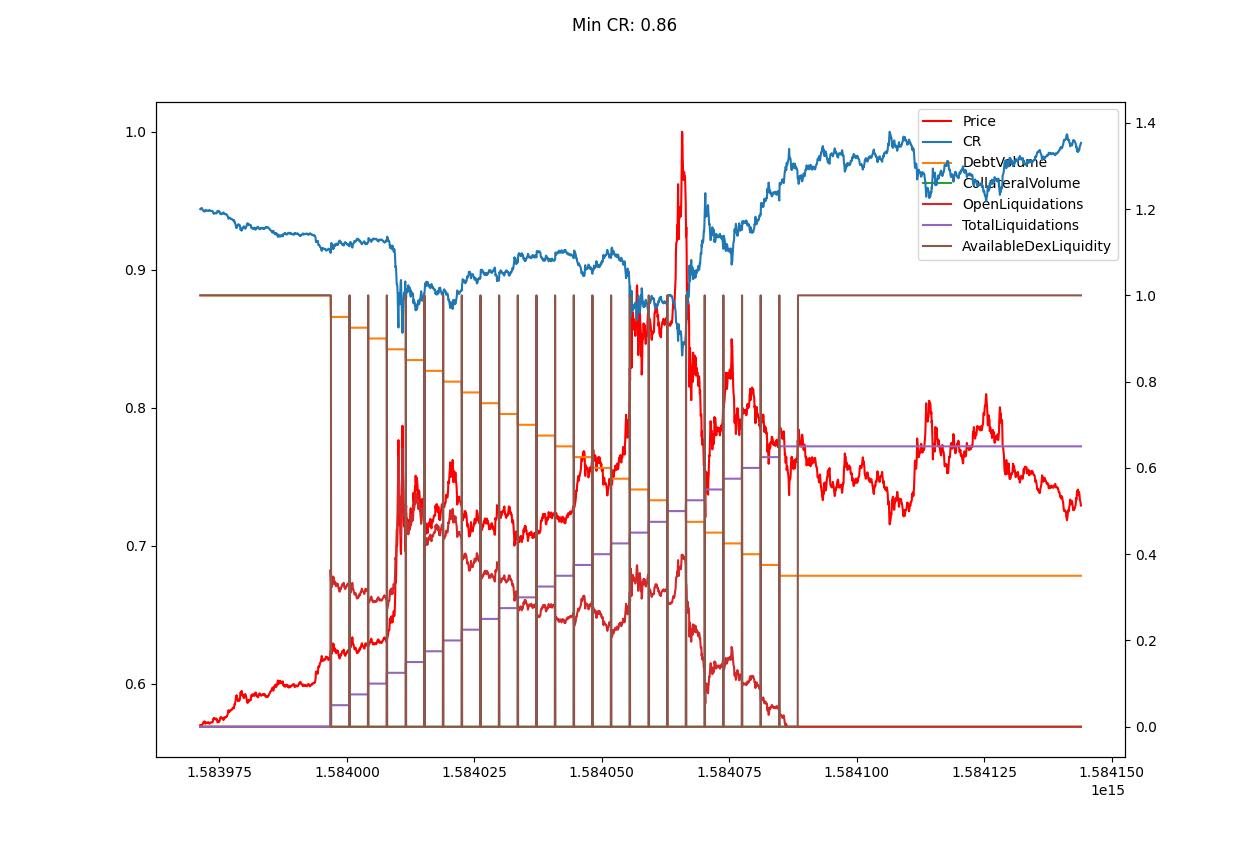 Min CR: 0.86
1.0
0.9
0.8
0.7
0.6
1.4
1.2
1.0
0.8
0.6
0.4
0.2
0.0
Price
CR
DebtVolume
CollateralVolume
OpenLiquidations
TotalLiquidations
AvailableDexLiquidity
1.583975 1.584000 1.584025 1.584050 1.584075 1.584100 1.584125 1.584150
1e15